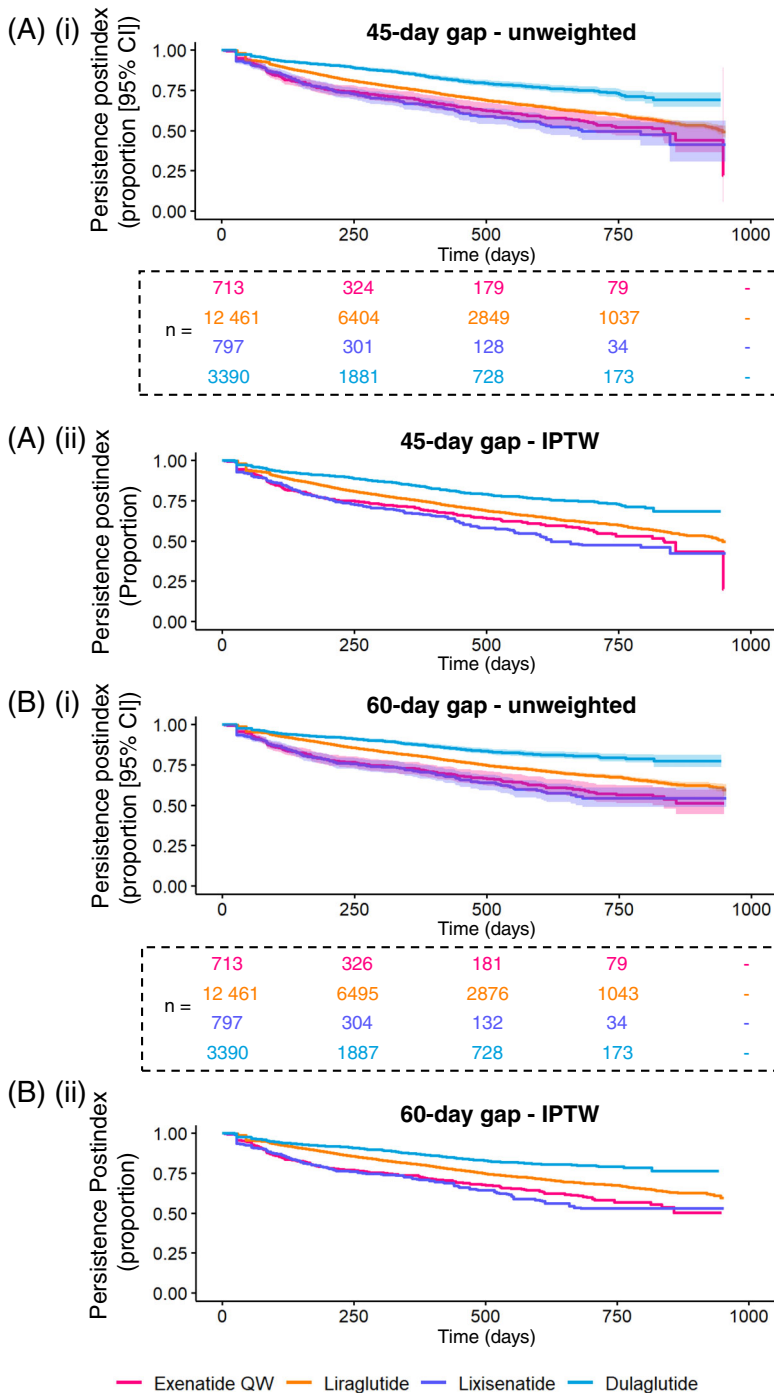 (A) (i)
45-day gap - unweighted
Persistence postindex
(proportion [95% CI])
1.00
0.75
0.50
0.25
0.00
0 250 500 750 1000
Time (days)
n =
713 324 179 79 -
12 461 6404 2849 1037 -
797 301 128 34 -
3390 1881 728 173 -
(A) (ii)
45-day gap - IPTW
Persistence postindex
(Proportion)
1.00
0.75
0.50
0.25
0.00
0 250 500 750 1000
Time (days)
(B) (i)
60-day gap - unweighted
Persistence postindex
(proportion [95% CI])
1.00
0.75
0.50
0.25
0.00
0 250 500 750 1000
Time (days)
n =
713 326 181 79 -
12 461 6495 2876 1043 -
797 304 132 34 -
3390 1887 728 173 -
(B) (ii)
60-day gap - IPTW
Persistence Postindex
(proportion)
1.00
0.75
0.50
0.25
0.00
0 250 500 750 1000
Time (days)
Exenatide QW Liraglutide Lixisenatide Dulaglutide